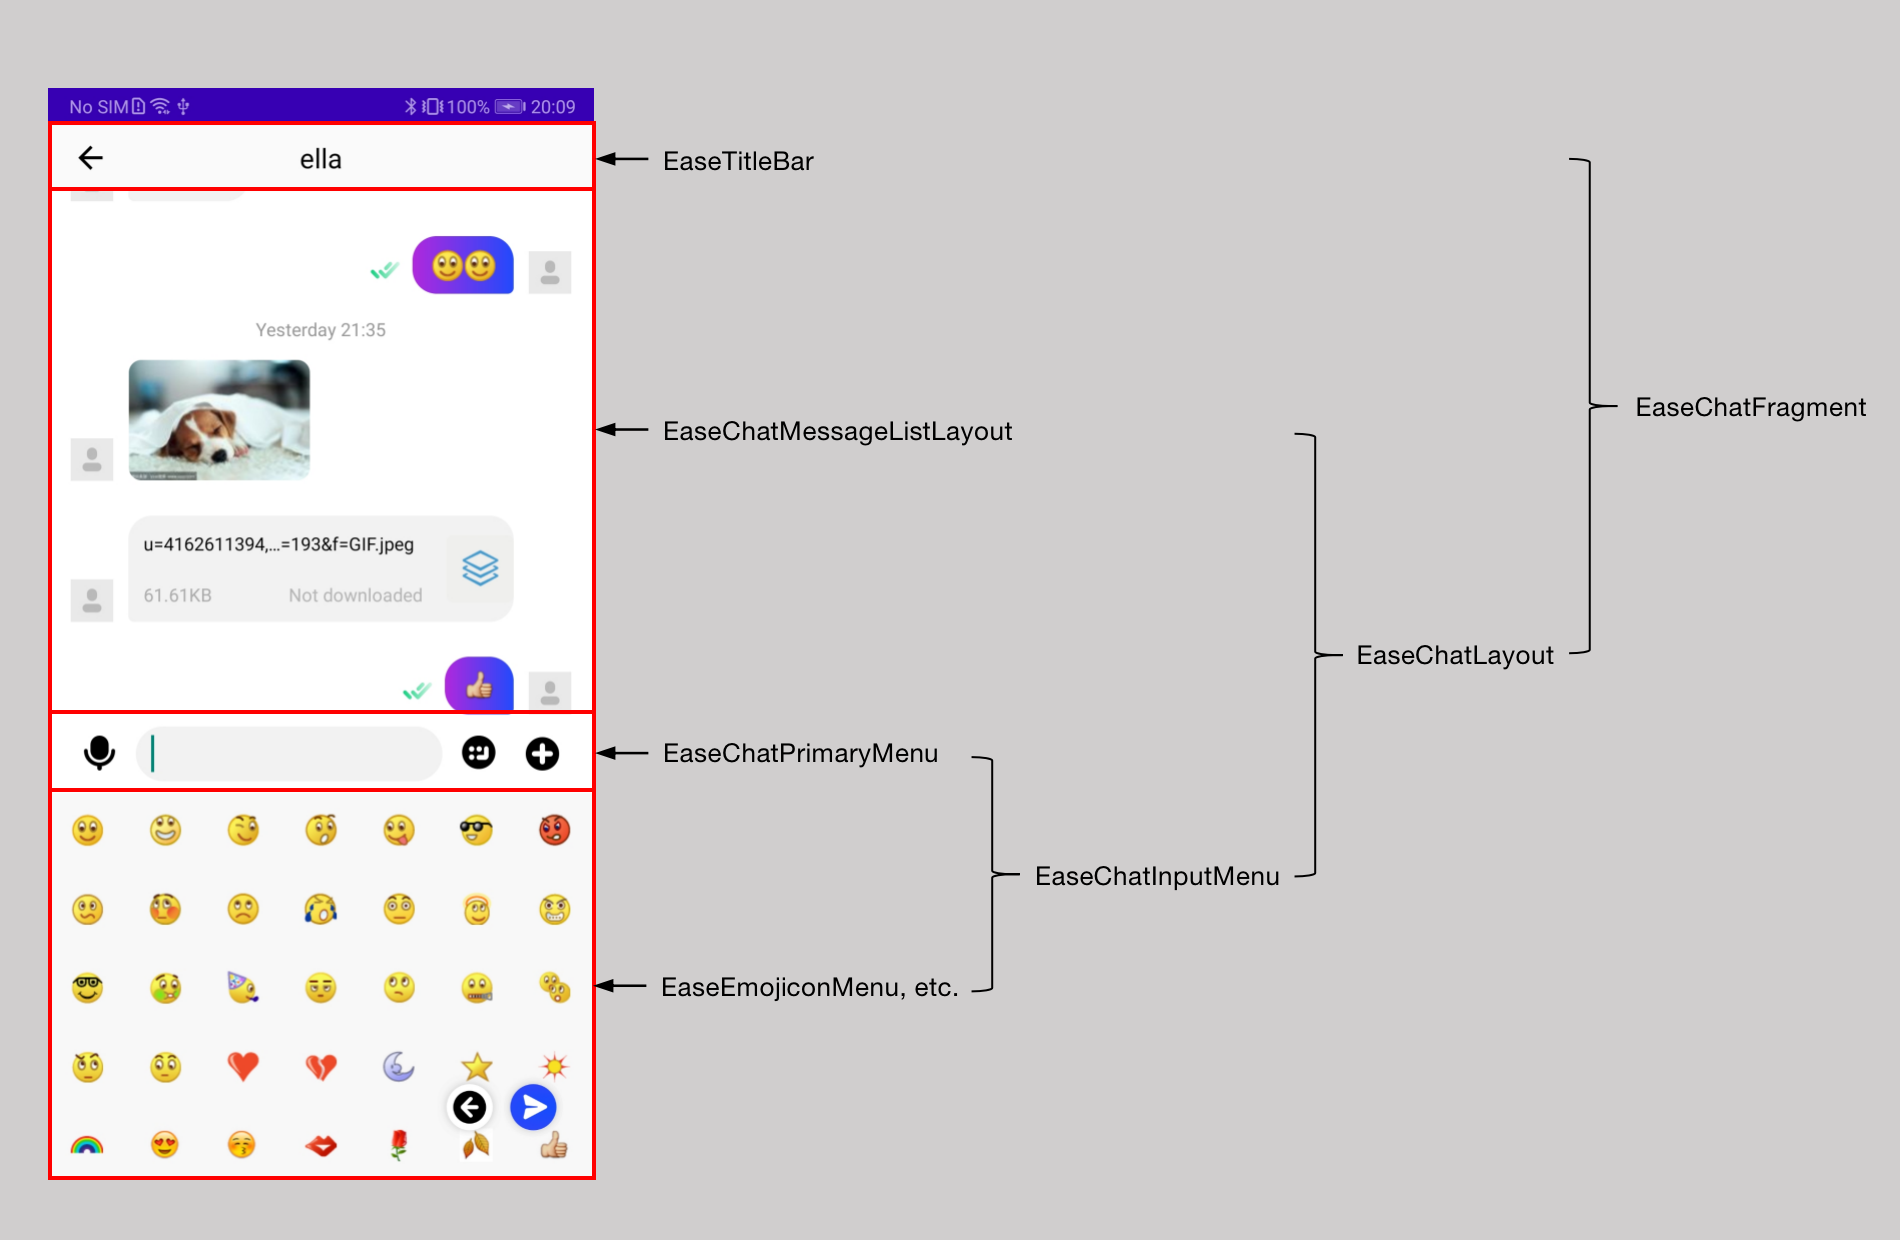 No SIM 100% 20:09
ella
EaseTitleBar
Yesterday 21:35
EaseChatFragment
EaseChatMessageListLayout
u=4162611394,...=193&f=GIF.jpeg
61.61KB Not downloaded
EaseChatLayout
EaseChatPrimaryMenu
EaseChatInputMenu
EaseEmojiconMenu, etc.